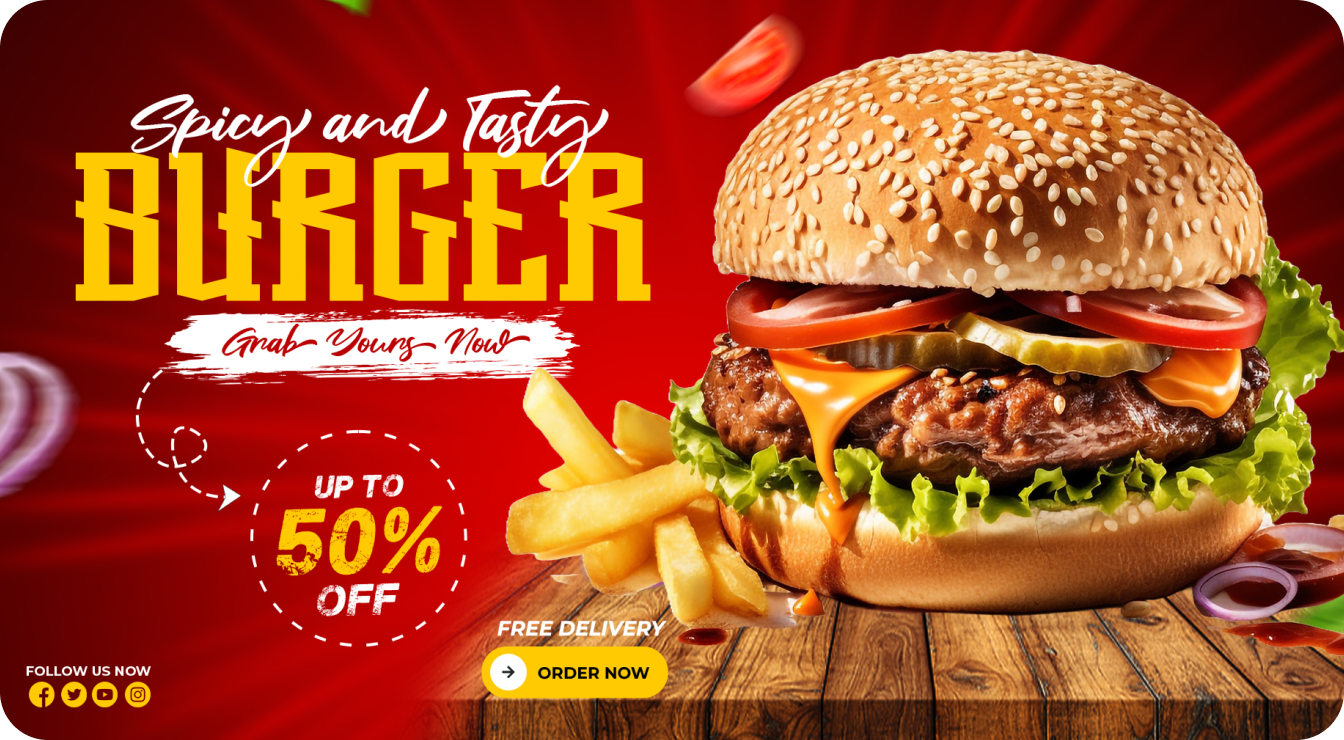 Spicy and Tasty
BURGER
Grab Yours Now
UP TO
50%
OFF
FREE DELIVERY
ORDER NOW
FOLLOW US NOW